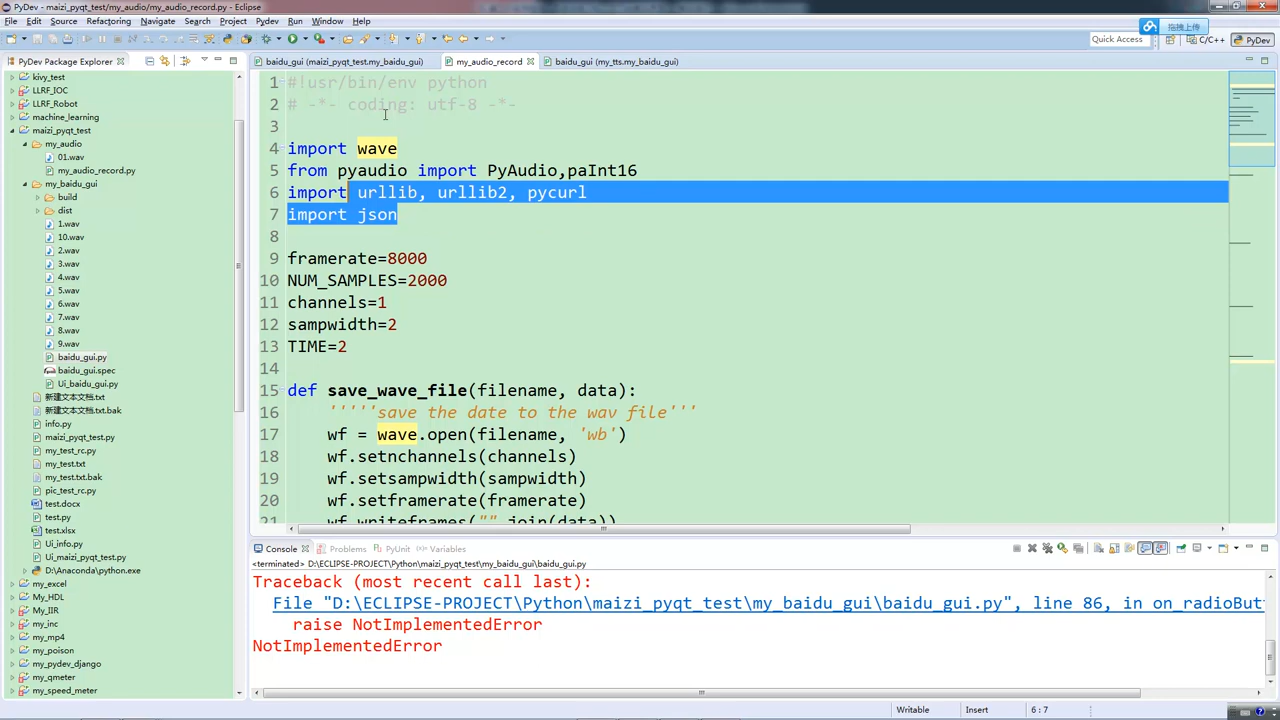 PyDev - maizi_pyqt_test/my_audio/my_audio_record.py - Eclipse
File Edit Source Refactoring Navigate Search Project Pydev Run Window Help
拖拽上传
Quick Access
C/C++
PyDev
PyDev Package Explorer
baidu_gui (maizi_pyqt_test.my_baidu_gui)
my_audio_record
baidu_gui (my_tts.my_baidu_gui)
kivy_test
LLRF_IOC
LLRF_Robot
machine_learning
maizi_pyqt_test
my_audio
01.wav
my_audio_record.py
my_baidu_gui
build
dist
1.wav
10.wav
2.wav
3.wav
4.wav
5.wav
6.wav
7.wav
8.wav
9.wav
baidu_gui.py
baidu_gui.spec
Ui_baidu_gui.py
新建文本文档.txt
新建文本文档.txt.bak
info.py
maizi_pyqt_test.py
my_test_rc.py
my_test.txt
my_test.txt.bak
pic_test_rc.py
test.docx
test.py
test.xlsx
Ui_info.py
Ui_maizi_pyqt_test.py
D:\Anaconda\python.exe
my_excel
My_HDL
My_IIR
my_inc
my_mp4
my_poison
my_pydev_django
my_qmeter
my_speed_meter
1 #!usr/bin/env python
2 # -*- coding: utf-8 -*-
3
4 import wave
5 from pyaudio import PyAudio,paInt16
6 import urllib, urllib2, pycurl
7 import json
8
9 framerate=8000
10 NUM_SAMPLES=2000
11 channels=1
12 sampwidth=2
13 TIME=2
14
15 def save_wave_file(filename, data):
16 '''''save the date to the wav file'''
17 wf = wave.open(filename, 'wb')
18 wf.setnchannels(channels)
19 wf.setsampwidth(sampwidth)
20 wf.setframerate(framerate)
21 wf.writeframes("".join(data))
Console Problems PyUnit Variables
<terminated> D:\ECLIPSE-PROJECT\Python\maizi_pyqt_test\my_baidu_gui\baidu_gui.py
Traceback (most recent call last):
File "D:\ECLIPSE-PROJECT\Python\maizi_pyqt_test\my_baidu_gui\baidu_gui.py", line 86, in on_radioBut
raise NotImplementedError
NotImplementedError
Writable Insert 6 : 7